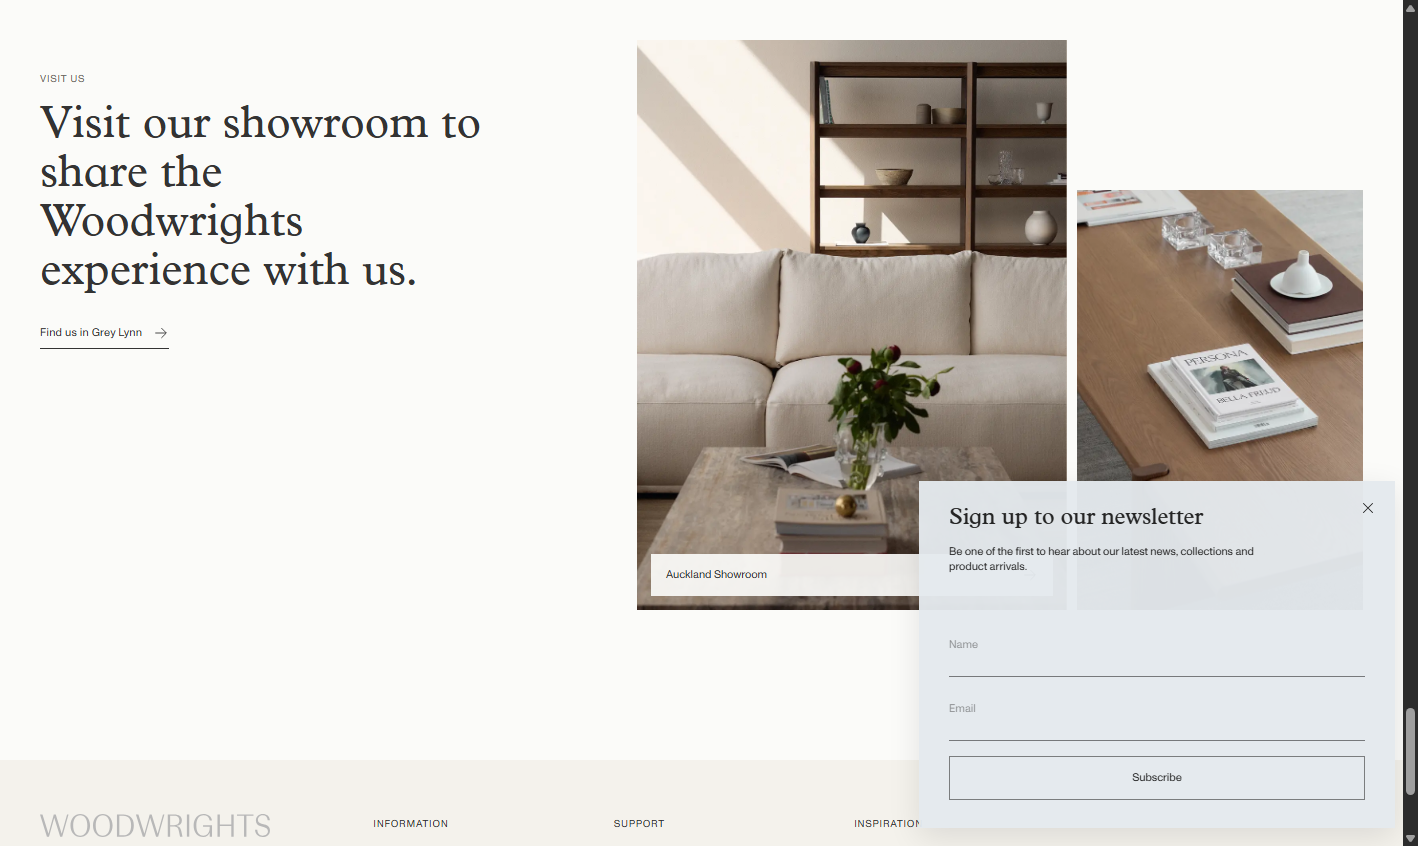 VISIT US
Visit our showroom to
share the
Woodwrights
experience with us.
Find us in Grey Lynn
Auckland Showroom
PERSONA
BELLA FREUD
Sign up to our newsletter
Be one of the first to hear about our latest news, collections and
product arrivals.
Name
Email
Subscribe
WOODWRIGHTS
INFORMATION
SUPPORT
INSPIRATION